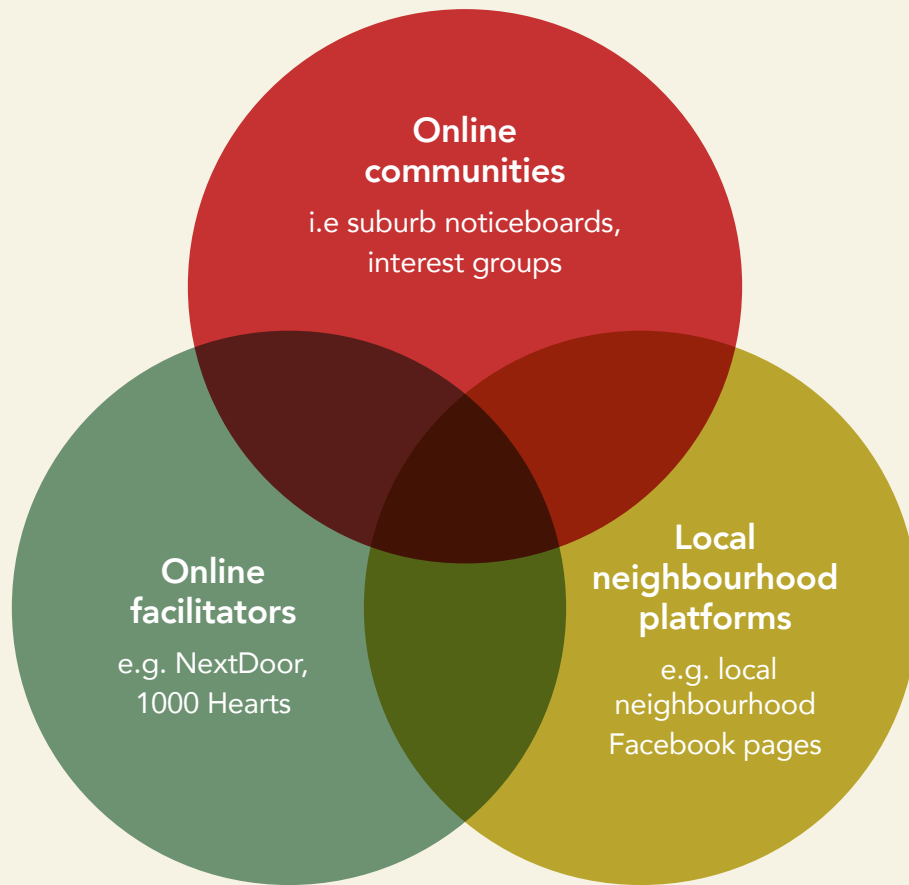 Online
communities
i.e suburb noticeboards,
interest groups
Online
facilitators
e.g. NextDoor,
1000 Hearts
Local
neighbourhood
platforms
e.g. local
neighbourhood
Facebook pages